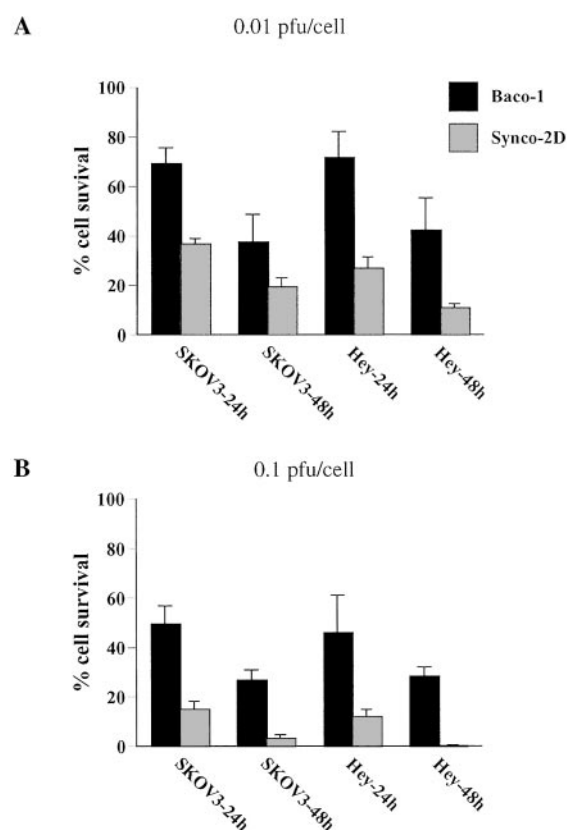 A
0.01 pfu/cell
100
80
60
40
20
0
% cell suvival
Baco-1
Synco-2D
SKOV3-24h
SKOV3-48h
Hey-24h
Hey-48h
B
0.1 pfu/cell
100
80
60
40
20
0
% cell survival
SKOV3-24h
SKOV3-48h
Hey-24h
Hey-48h